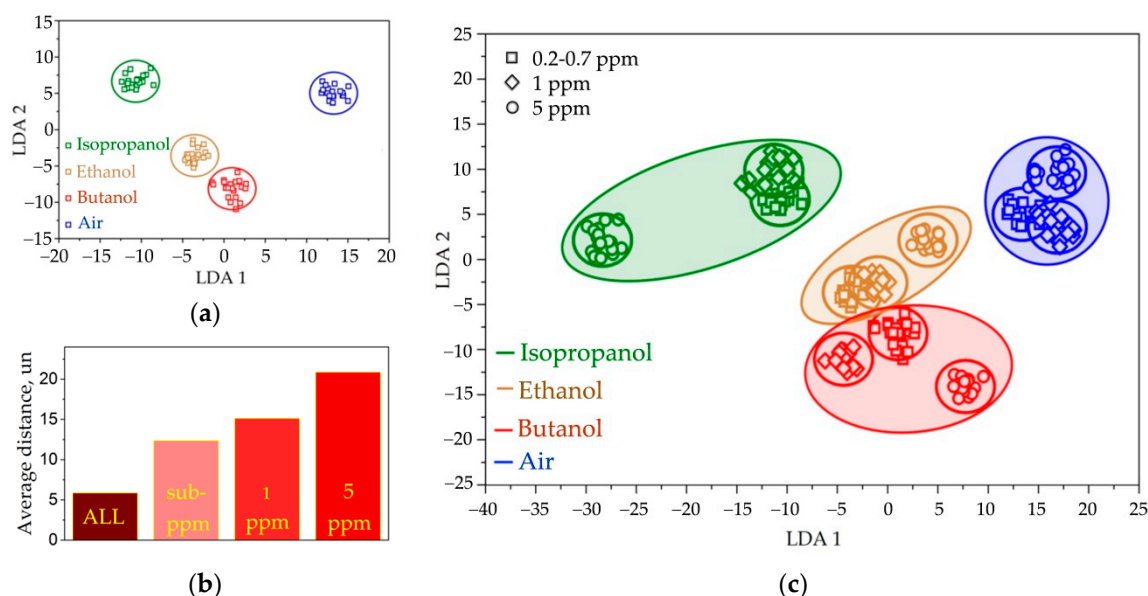 (a)
LDA 2
15
10
5
0
−5
−10
−15
Isopropanol
Ethanol
Butanol
Air
−20 −15 −10 −5 0 5 10 15 20
LDA 1
(b)
Average distance, un
20
15
10
5
0
ALL
sub-
ppm
1
ppm
5
ppm
(c)
LDA 2
25
20
15
10
5
0
−5
−10
−15
−20
−25
0.2-0.7 ppm
1 ppm
5 ppm
Isopropanol
Ethanol
Butanol
Air
−40 −35 −30 −25 −20 −15 −10 −5 0 5 10 15 20 25
LDA 1